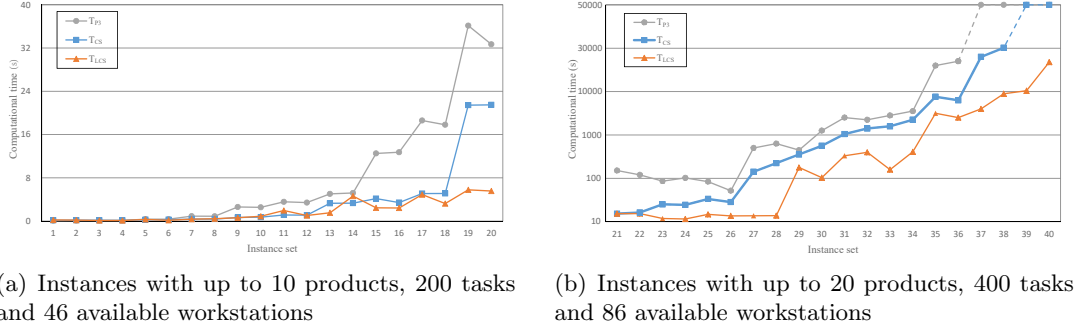 40
32
24
16
8
0
Computational time (s)
T_P3
T_CS
T_LCS
1 2 3 4 5 6 7 8 9 10 11 12 13 14 15 16 17 18 19 20
Instance set
50000
30000
10000
1000
100
10
Computational time (s)
T_P3
T_CS
T_LCS
21 22 23 24 25 26 27 28 29 30 31 32 33 34 35 36 37 38 39 40
Instance set
(a) Instances with up to 10 products, 200 tasks
and 46 available workstations
(b) Instances with up to 20 products, 400 tasks
and 86 available workstations